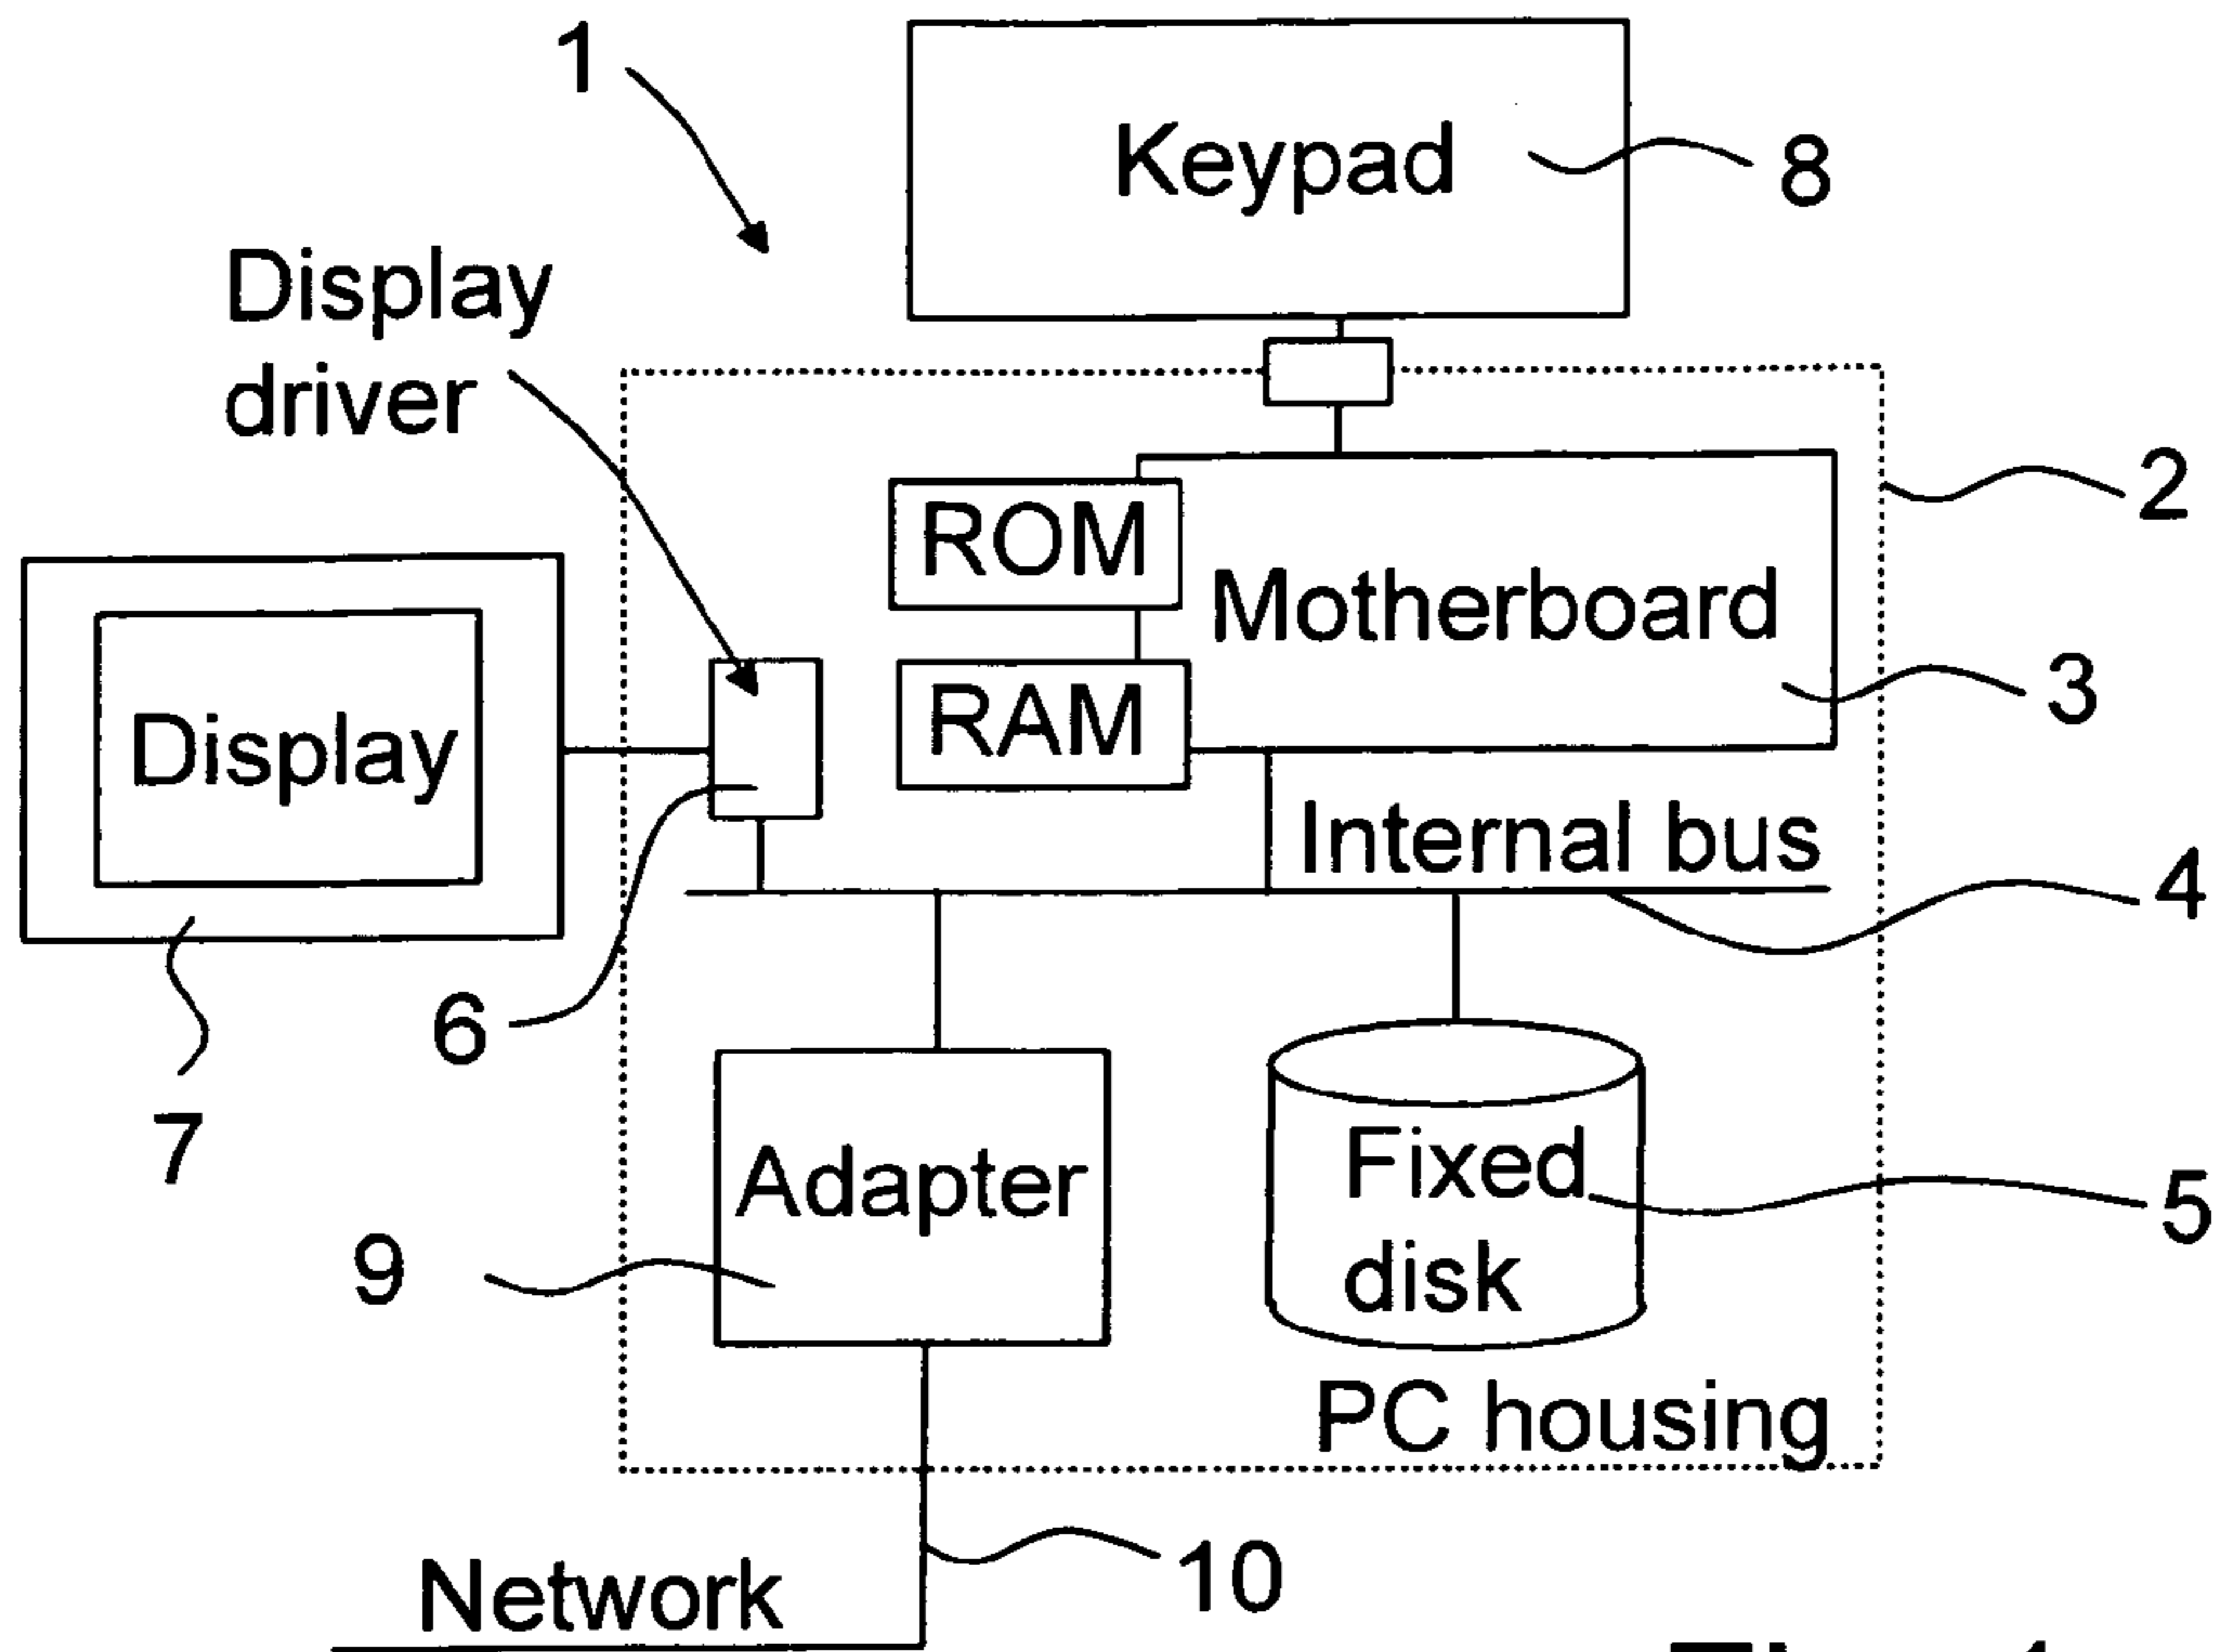 1
Keypad
8
Display
driver
2
ROM
Motherboard
3
RAM
Display
Internal bus
4
6
7
Adapter
Fixed
disk
5
9
PC housing
10
Network